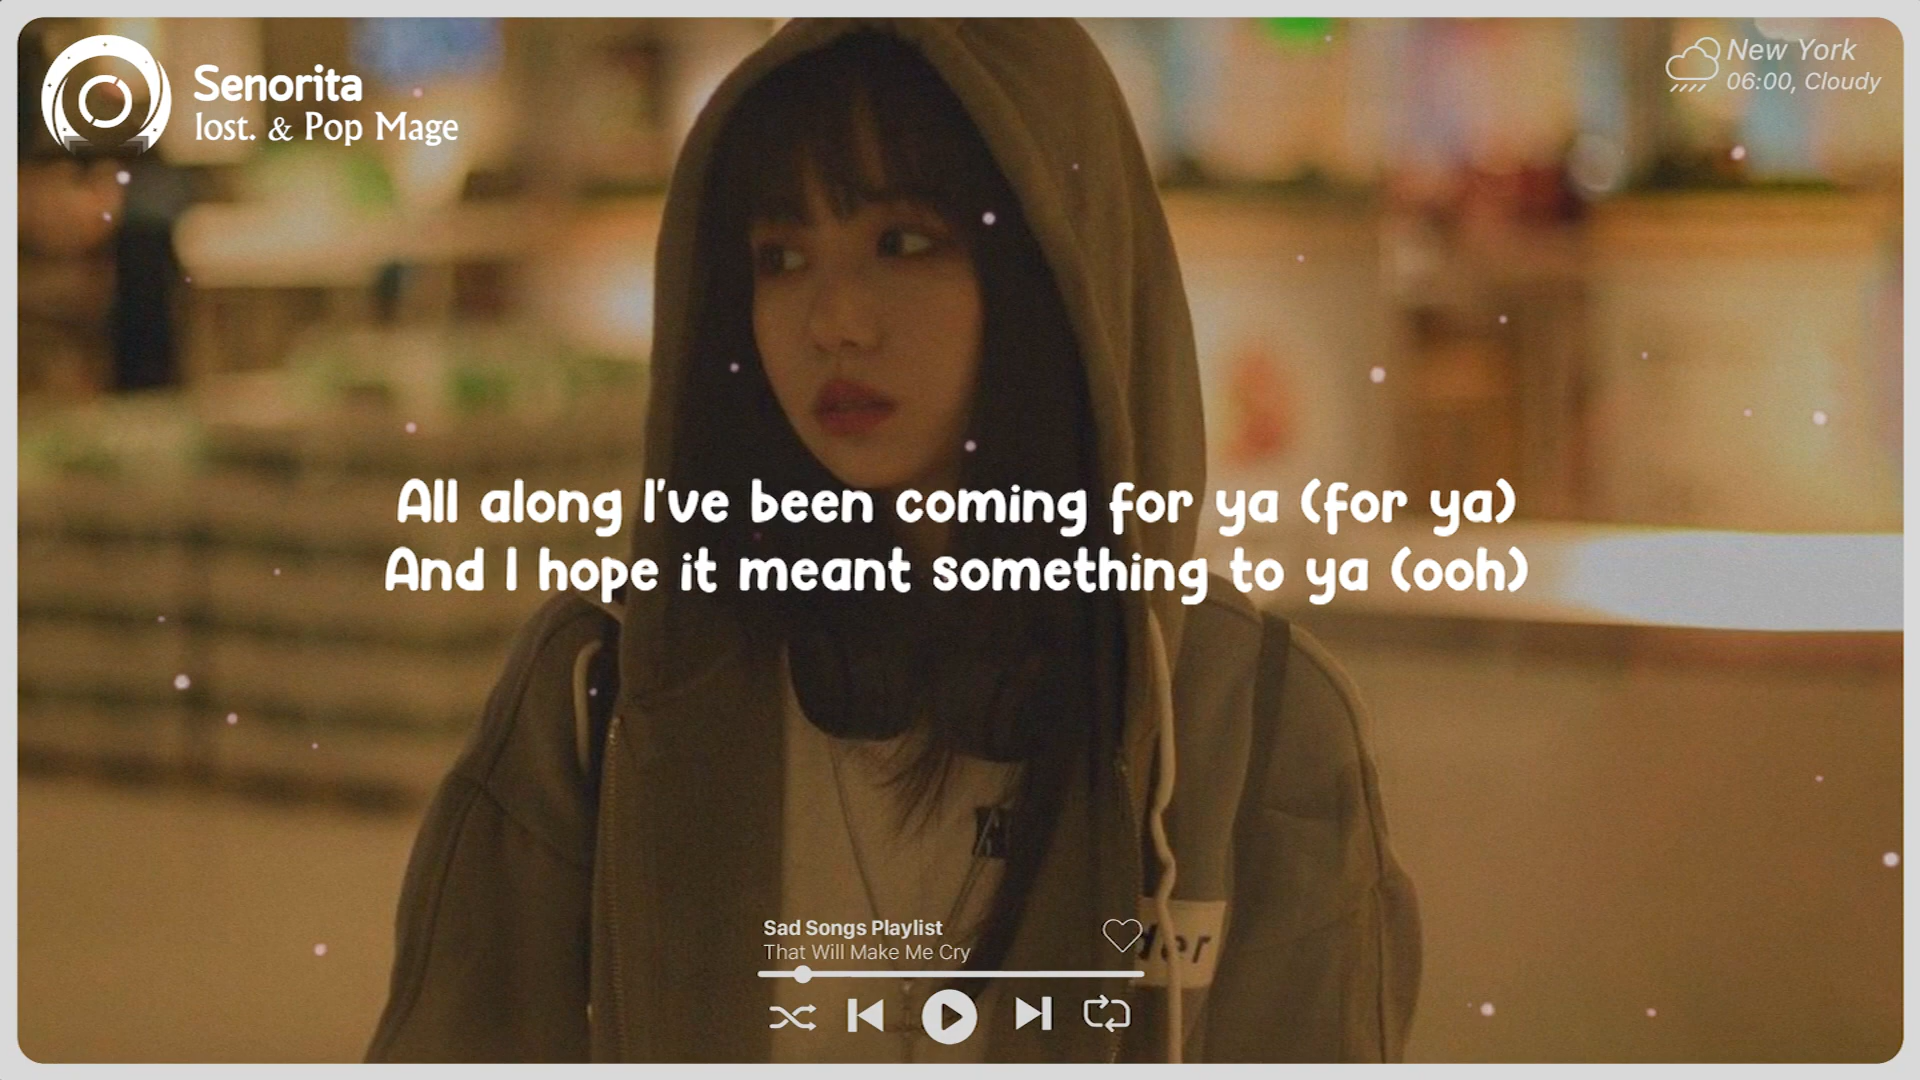 Senorita
lost. & Pop Mage
New York
06:00, Cloudy
All along I've been coming for ya (for ya)
And I hope it meant something to ya (ooh)
Sad Songs Playlist
That Will Make Me Cry
der